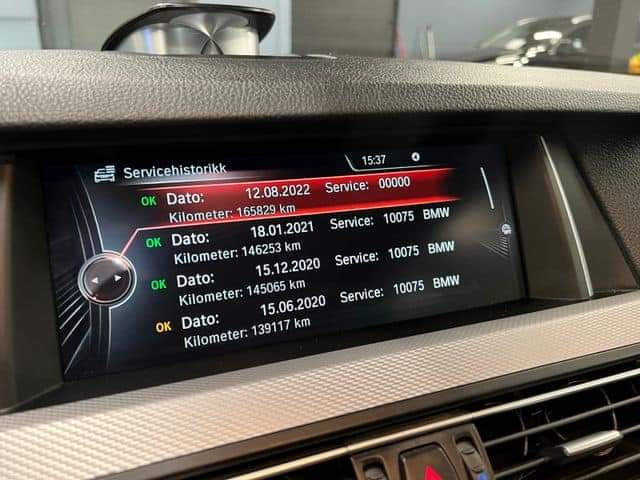 Servicehistorikk 15:37
OK Dato: 12.08.2022 Service: 00000
Kilometer: 165829 km
OK Dato: 18.01.2021 Service: 10075 BMW
Kilometer: 146253 km
OK Dato: 15.12.2020 Service: 10075 BMW
Kilometer: 145065 km
OK Dato: 15.06.2020 Service: 10075 BMW
Kilometer: 139117 km